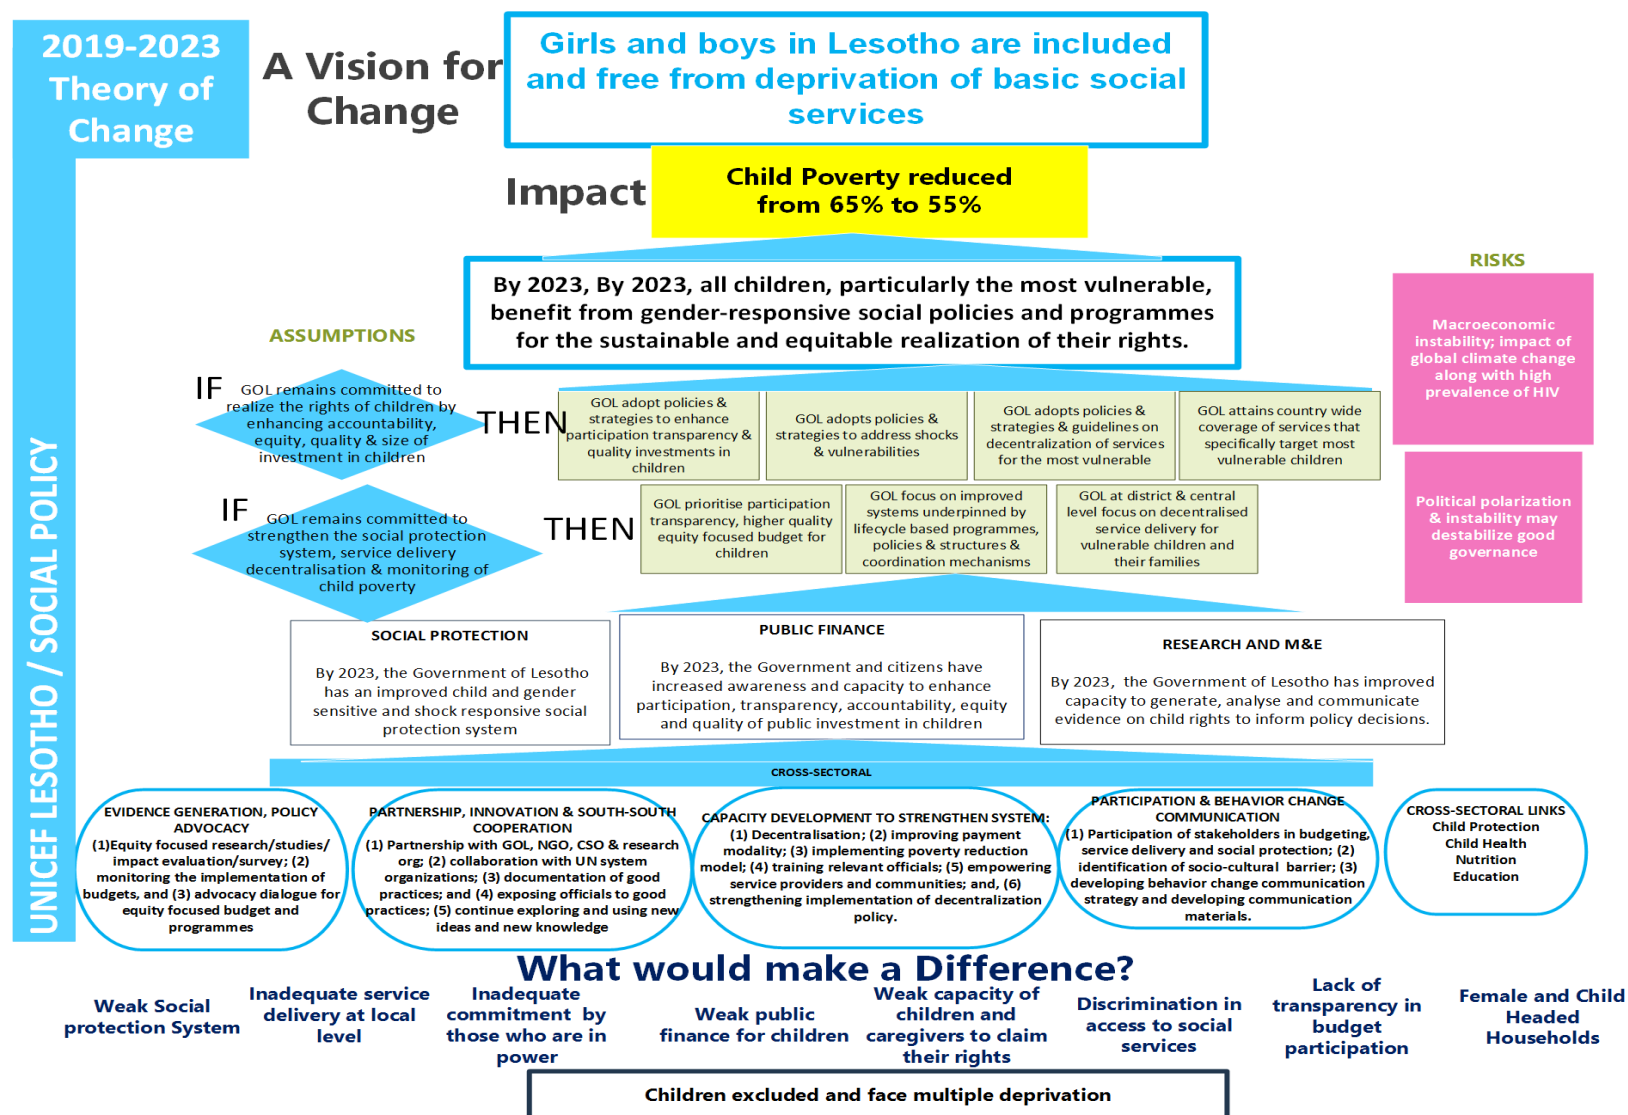 2019-2023
Theory of
Change
UNICEF LESOTHO / SOCIAL POLICY
A Vision for
Change
Girls and boys in Lesotho are included
and free from deprivation of basic social
services
Impact
Child Poverty reduced
from 65% to 55%
By 2023, By 2023, all children, particularly the most vulnerable,
benefit from gender-responsive social policies and programmes
for the sustainable and equitable realization of their rights.
RISKS
Macroeconomic
instability; impact of
global climate change
along with high
prevalence of HIV
Political polarization
& instability may
destabilize good
governance
ASSUMPTIONS
IF
GOL remains committed to
realize the rights of children by
enhancing accountability,
equity, quality & size of
investment in children
THEN
GOL adopt policies &
strategies to enhance
participation transparency &
quality investments in
children
GOL adopts policies &
strategies to address shocks
& vulnerabilities
GOL adopts policies &
strategies & guidelines on
decentralization of services
for the most vulnerable
GOL attains country wide
coverage of services that
specifically target most
vulnerable children
IF
GOL remains committed to
strengthen the social protection
system, service delivery
decentralisation & monitoring of
child poverty
THEN
GOL prioritise participation
transparency, higher quality
equity focused budget for
children
GOL focus on improved
systems underpinned by
lifecycle based programmes,
policies & structures &
coordination mechanisms
GOL at district & central
level focus on decentralised
service delivery for
vulnerable children and
their families
SOCIAL PROTECTION
By 2023, the Government of Lesotho
has an improved child and gender
sensitive and shock responsive social
protection system
PUBLIC FINANCE
By 2023, the Government and citizens have
increased awareness and capacity to enhance
participation, transparency, accountability, equity
and quality of public investment in children
RESEARCH AND M&E
By 2023, the Government of Lesotho has improved
capacity to generate, analyse and communicate
evidence on child rights to inform policy decisions.
CROSS-SECTORAL
EVIDENCE GENERATION, POLICY
ADVOCACY
(1)Equity focused research/studies/
impact evaluation/survey; (2)
monitoring the implementation of
budgets, and (3) advocacy dialogue for
equity focused budget and
programmes
PARTNERSHIP, INNOVATION & SOUTH-SOUTH
COOPERATION
(1) Partnership with GOL, NGO, CSO & research
org; (2) collaboration with UN system
organizations; (3) documentation of good
practices; and (4) exposing officials to good
practices; (5) continue exploring and using new
ideas and new knowledge
CAPACITY DEVELOPMENT TO STRENGTHEN SYSTEM:
(1) Decentralisation; (2) improving payment
modality; (3) implementing poverty reduction
model; (4) training relevant officials; (5) empowering
service providers and communities; and, (6)
strengthening implementation of decentralization
policy.
PARTICIPATION & BEHAVIOR CHANGE
COMMUNICATION
(1) Participation of stakeholders in budgeting,
service delivery and social protection; (2)
identification of socio-cultural barrier; (3)
developing behavior change communication
strategy and developing communication
materials.
CROSS-SECTORAL LINKS
Child Protection
Child Health
Nutrition
Education
What would make a Difference?
Weak Social
protection System
Inadequate service
delivery at local
level
Inadequate
commitment by
those who are in
power
Weak public
finance for children
Weak capacity of
children and
caregivers to claim
their rights
Discrimination in
access to social
services
Lack of
transparency in
budget
participation
Female and Child
Headed
Households
Children excluded and face multiple deprivation